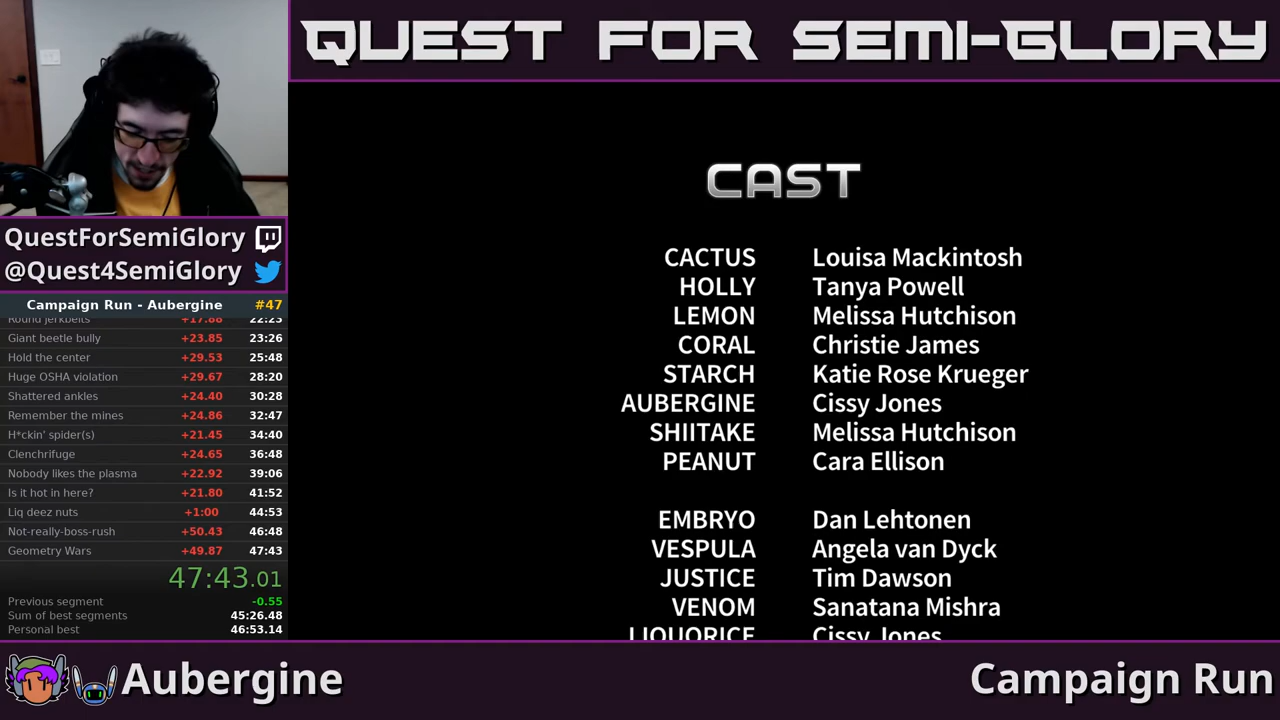 QUEST FOR SEMI-GLORY
QuestForSemiGlory
@Quest4SemiGlory
Campaign Run - Aubergine #47
Round jerkbelts +17.88 22:25
Giant beetle bully +23.85 23:26
Hold the center +29.53 25:48
Huge OSHA violation +29.67 28:20
Shattered ankles +24.40 30:28
Remember the mines +24.86 32:47
H*ckin' spider(s) +21.45 34:40
Clenchrifuge +24.65 36:48
Nobody likes the plasma +22.92 39:06
Is it hot in here? +21.80 41:52
Liq deez nuts +1:00 44:53
Not-really-boss-rush +50.43 46:48
Geometry Wars +49.87 47:43
47:43.01
Previous segment -0.55
Sum of best segments 45:26.48
Personal best 46:53.14
CAST
CACTUS Louisa Mackintosh
HOLLY Tanya Powell
LEMON Melissa Hutchison
CORAL Christie James
STARCH Katie Rose Krueger
AUBERGINE Cissy Jones
SHIITAKE Melissa Hutchison
PEANUT Cara Ellison
EMBRYO Dan Lehtonen
VESPULA Angela van Dyck
JUSTICE Tim Dawson
VENOM Sanatana Mishra
LIQUORICE Cissy Jones
Aubergine
Campaign Run